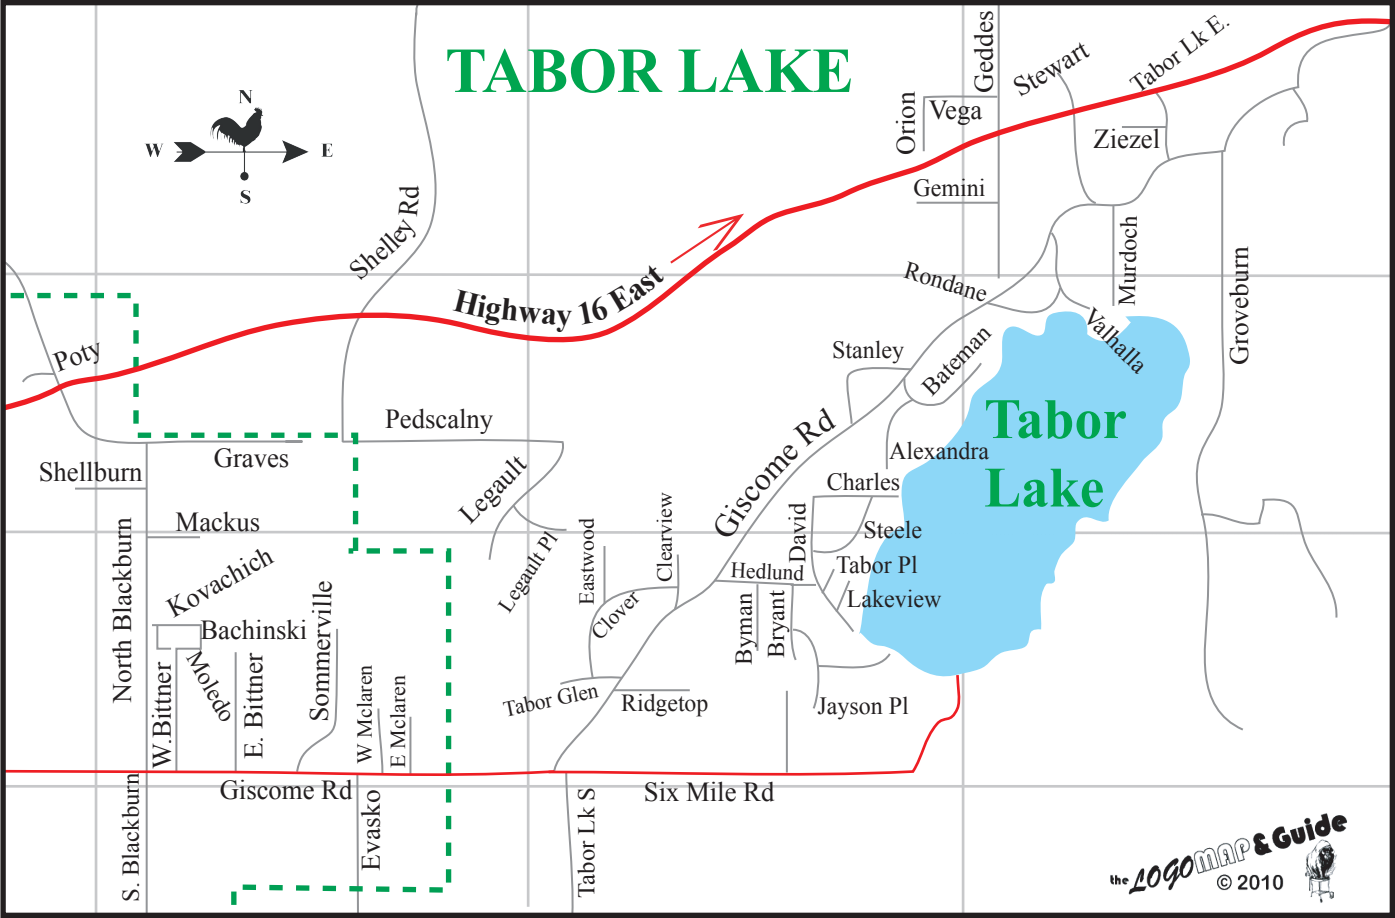 TABOR LAKE
N
W
E
S
Geddes
Stewart
Tabor Lk E.
Orion
Vega
Ziezel
Gemini
Shelley Rd
Murdoch
Groveburn
Highway 16 East
Rondane
Valhalla
Poty
Stanley
Bateman
Pedscalny
Graves
Tabor
Lake
Shellburn
Legault
Giscome Rd
Alexandra
Charles
Mackus
David
Steele
North Blackburn
Kovachich
Legault Pl
Eastwood
Clearview
Hedlund
Tabor Pl
Lakeview
Clover
Byman
Bryant
Bachinski
Sommerville
W.Bittner
Moledo
E. Bittner
W Mclaren
E Mclaren
Tabor Glen
Ridgetop
Jayson Pl
Giscome Rd
Six Mile Rd
S. Blackburn
Evasko
Tabor Lk S
the LOGO MAP & Guide
© 2010